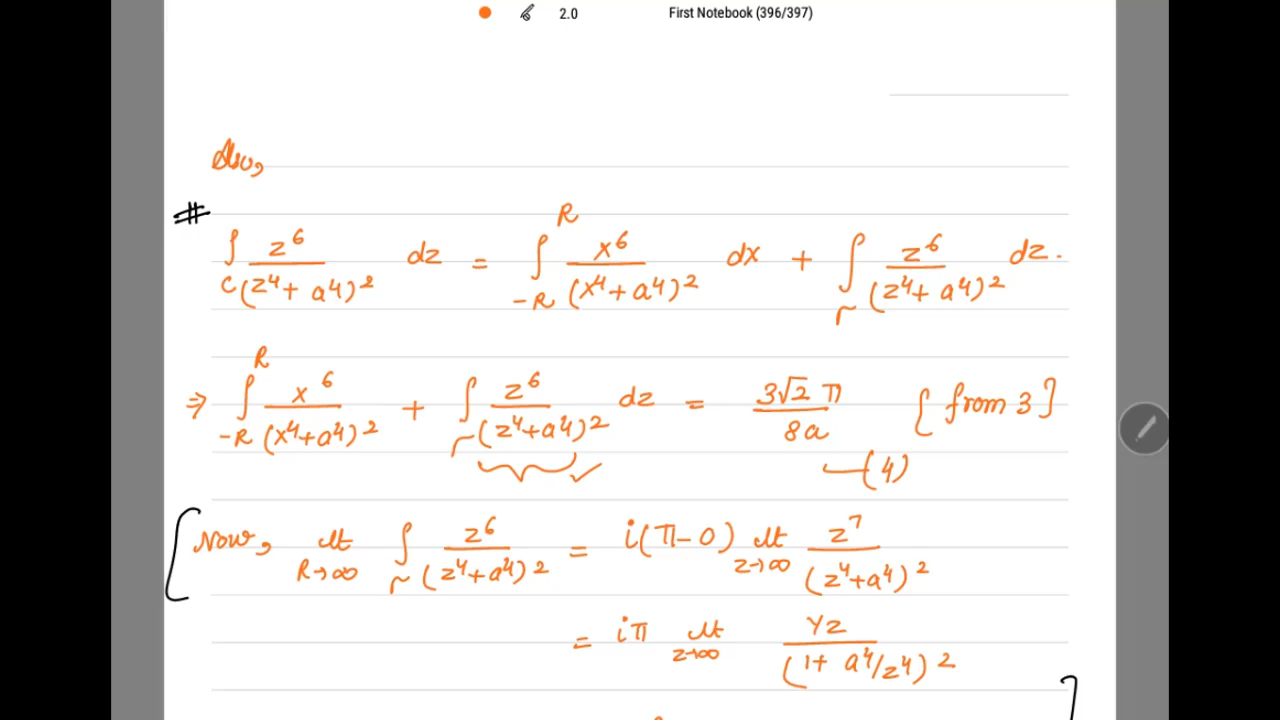 2.0 First Notebook (396/397)
Also,
#
∫_C z^6/(z^4 + a^4)^2 dz = ∫_{-R}^{R} x^6/(x^4 + a^4)^2 dx + ∫_Γ z^6/(z^4 + a^4)^2 dz.
⇒ ∫_{-R}^{R} x^6/(x^4+a^4)^2 + ∫_Γ z^6/(z^4+a^4)^2 dz = 3√2 π/8a {from 3}
—(4)
[Now, lt_{R→∞} ∫_Γ z^6/(z^4+a^4)^2 = i(π-0) lt_{z→∞} z^7/(z^4+a^4)^2
= iπ lt_{z→∞} 1/z/(1+ a^4/z^4)^2 ]